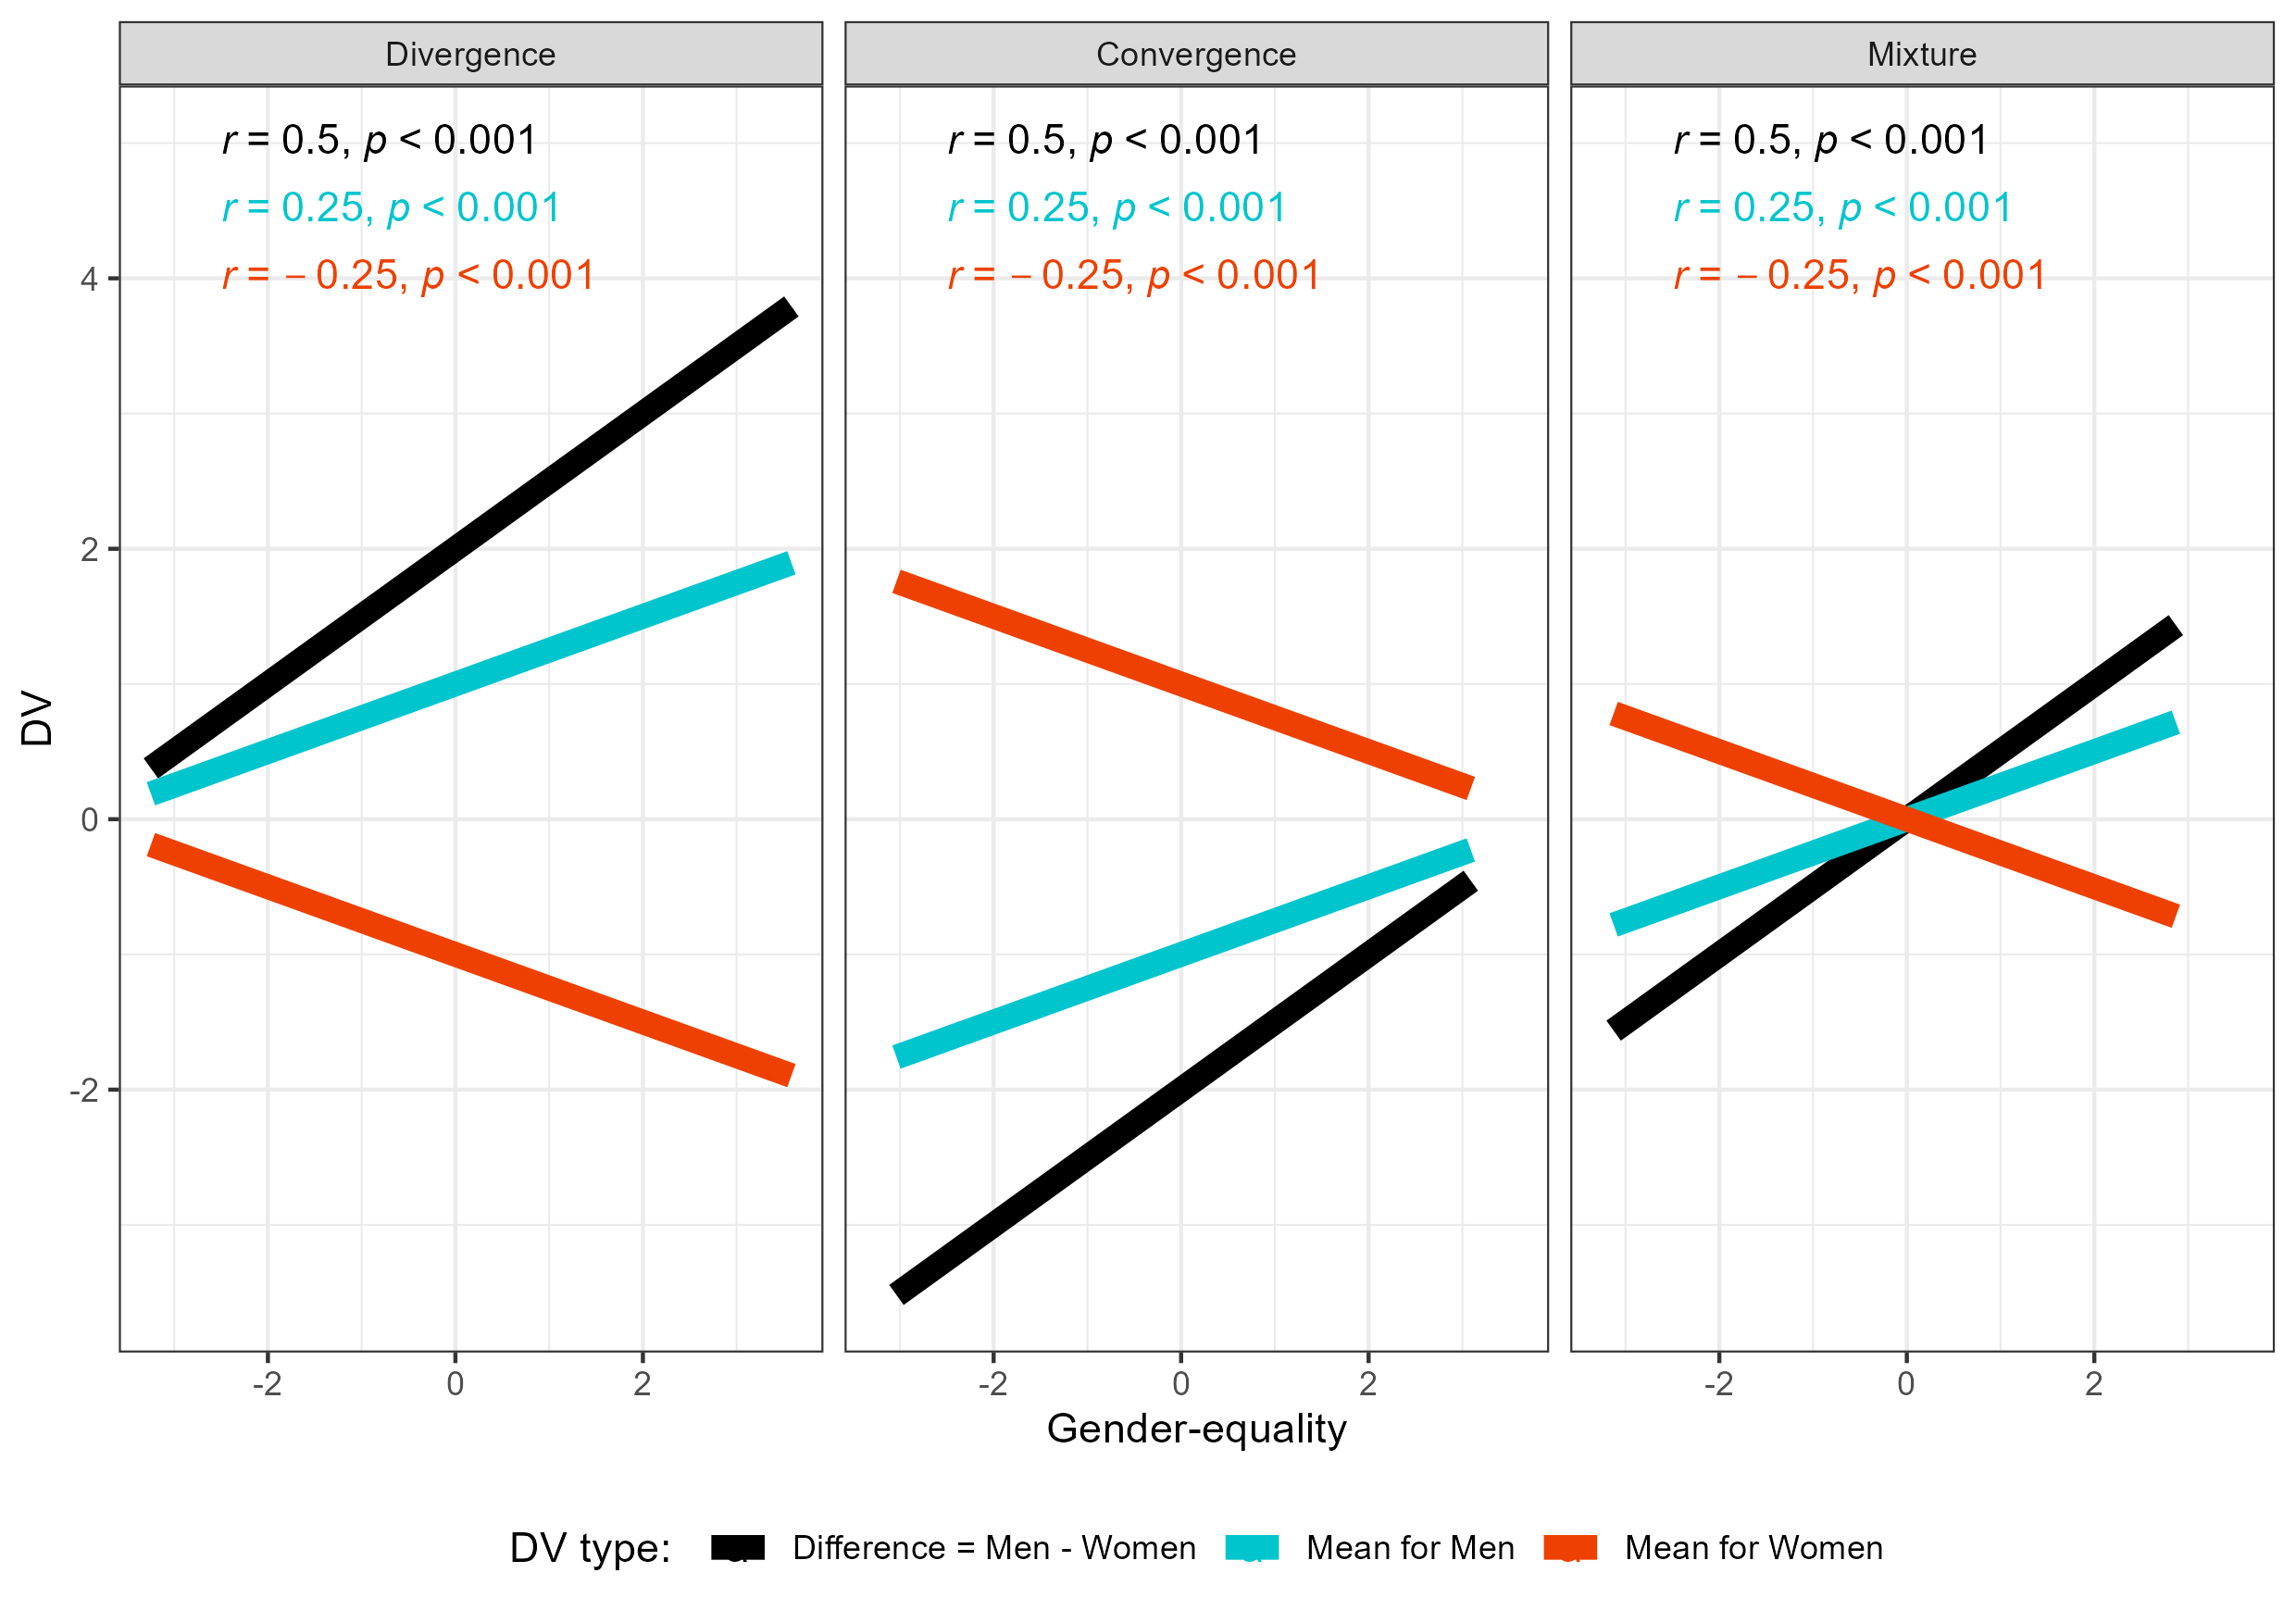 Divergence
Convergence
Mixture
r = 0.5, p < 0.001
r = 0.25, p < 0.001
r = − 0.25, p < 0.001
r = 0.5, p < 0.001
r = 0.25, p < 0.001
r = − 0.25, p < 0.001
r = 0.5, p < 0.001
r = 0.25, p < 0.001
r = − 0.25, p < 0.001
4
2
0
-2
DV
-2 0 2
-2 0 2
-2 0 2
Gender-equality
DV type: Difference = Men - Women Mean for Men Mean for Women